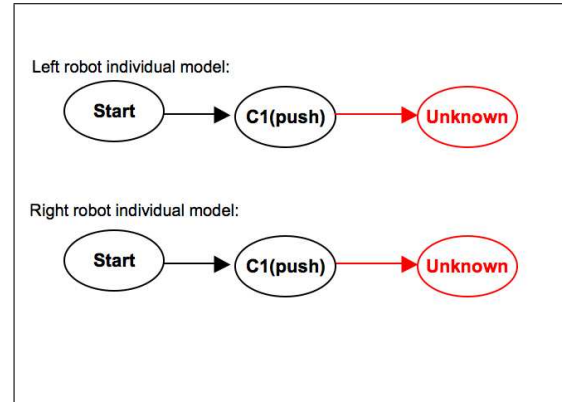 Left robot individual model:
Start C1(push) Unknown
Right robot individual model:
Start C1(push) Unknown